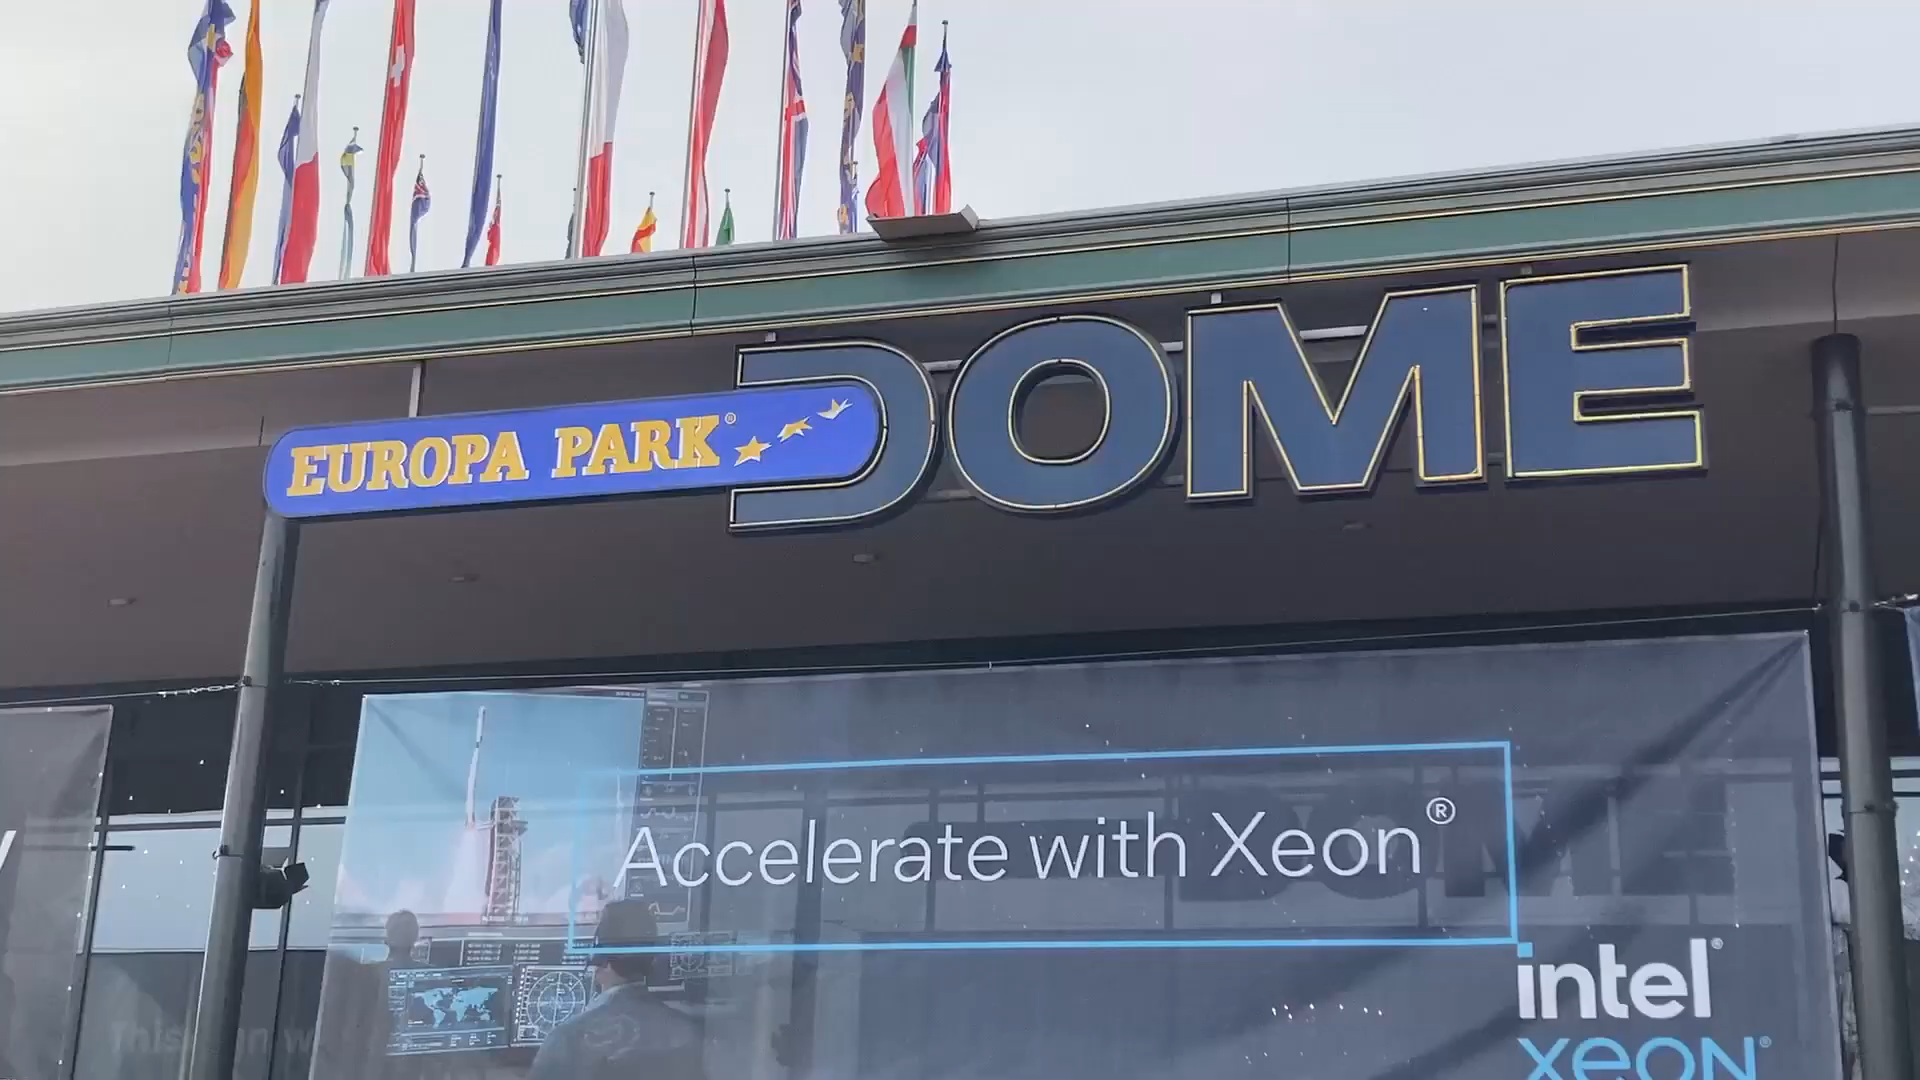 EUROPA PARK®
DOME
Accelerate with Xeon®
intel®
xeon®